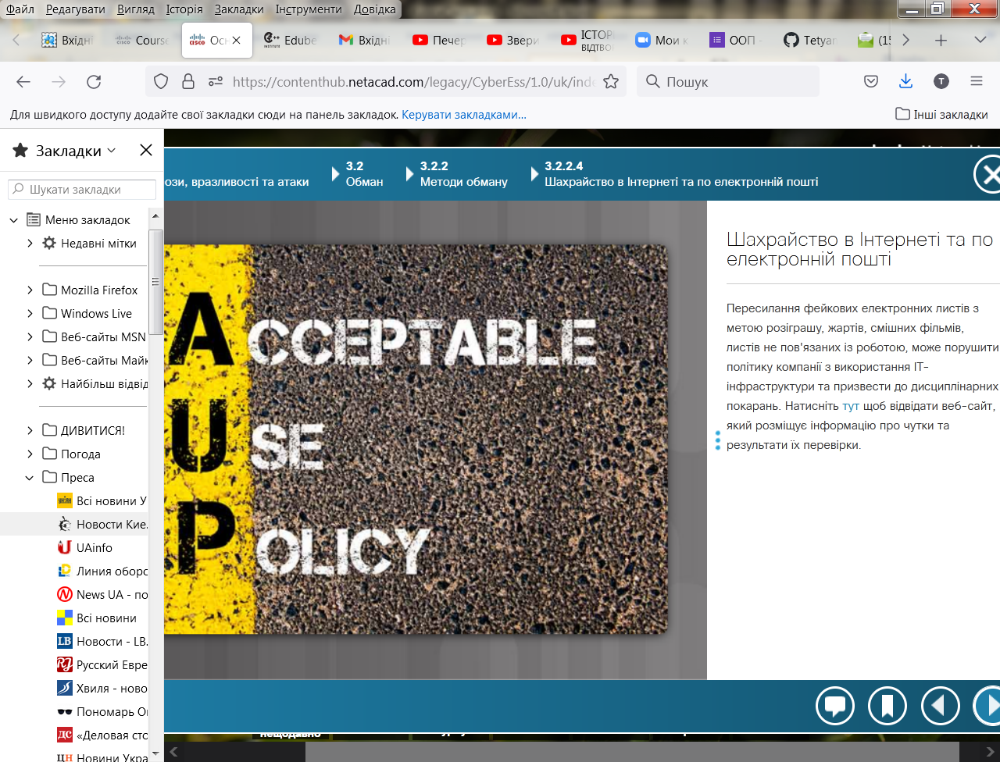 Файл Редагувати Вигляд Історія Закладки Інструменти Довідка
Вхідні Course Осн Edube Вхідні Печер Звери ІСТОРІ Мои к ООП - Tetyan (15
ВІДТВОР
https://contenthub.netacad.com/legacy/CyberEss/1.0/uk/inde
Пошук
T
Для швидкого доступу додайте свої закладки сюди на панель закладок. Керувати закладками...
Інші закладки
Закладки
Шукати закладки
Меню закладок
Недавні мітки
Mozilla Firefox
Windows Live
Веб-сайты MSN
Веб-сайты Майк
Найбільш відвід
ДИВИТИСЯ!
Погода
Преса
Всі новини У
Новости Кие.
UAinfo
Линия оборо
News UA - по
Всі новини
Новости - LB.
Русский Евре
Хвиля - ново
Пономарь О
«Деловая сто
Новини Укра
ози, вразливості та атаки
3.2
Обман
3.2.2
Методи обману
3.2.2.4
Шахрайство в Інтернеті та по електронній пошті
ACCEPTABLE
USE
POLICY
Шахрайство в Інтернеті та по
електронній пошті
Пересилання фейкових електронних листів з
метою розіграшу, жартів, смішних фільмів,
листів не пов'язаних із роботою, може порушити
політику компанії з використання ІТ-
інфраструктури та призвести до дисциплінарних
покарань. Натисніть тут щоб відвідати веб-сайт,
який розміщує інформацію про чутки та
результати їх перевірки.
нещодавно